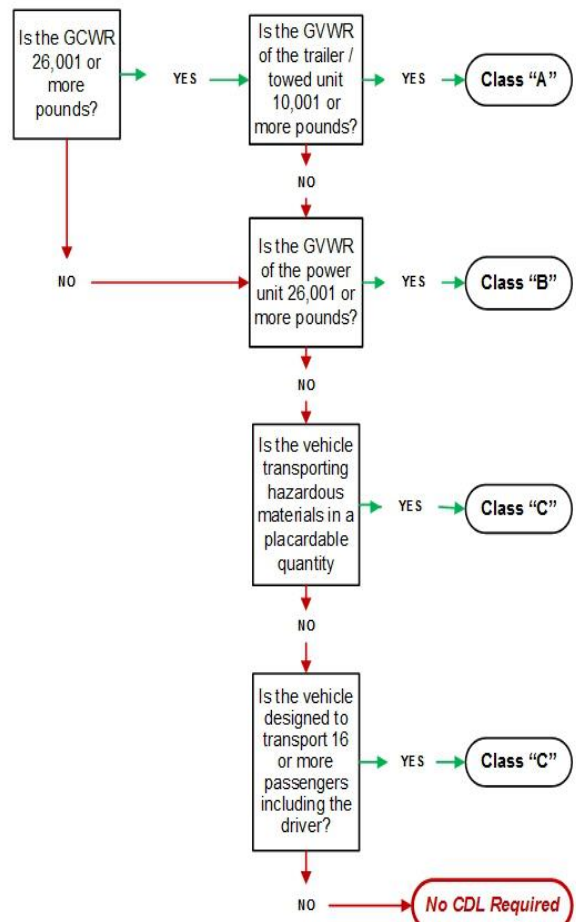 Is the GCWR
26,001 or
more
pounds?
YES
Is the GVWR
of the trailer /
towed unit
10,001 or
more pounds?
YES
Class “A”
NO
NO
Is the GVWR
of the power
unit 26,001 or
more pounds?
YES
Class “B”
NO
Is the vehicle
transporting
hazardous
materials in a
placardable
quantity
YES
Class “C”
NO
Is the vehicle
designed to
transport 16
or more
passengers
including the
driver?
YES
Class “C”
NO
No CDL Required